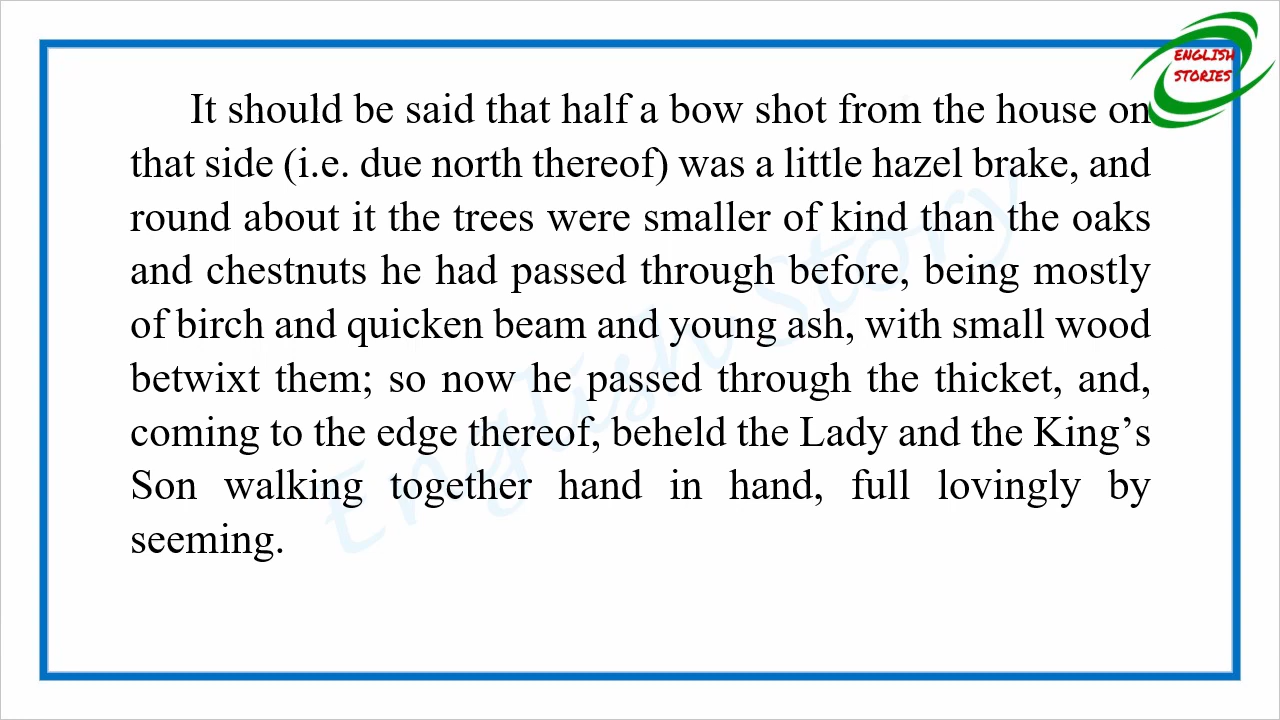 ENGLISH
STORIES
It should be said that half a bow shot from the house on
that side (i.e. due north thereof) was a little hazel brake, and
round about it the trees were smaller of kind than the oaks
and chestnuts he had passed through before, being mostly
of birch and quicken beam and young ash, with small wood
betwixt them; so now he passed through the thicket, and,
coming to the edge thereof, beheld the Lady and the King’s
Son walking together hand in hand, full lovingly by
seeming.
English Story